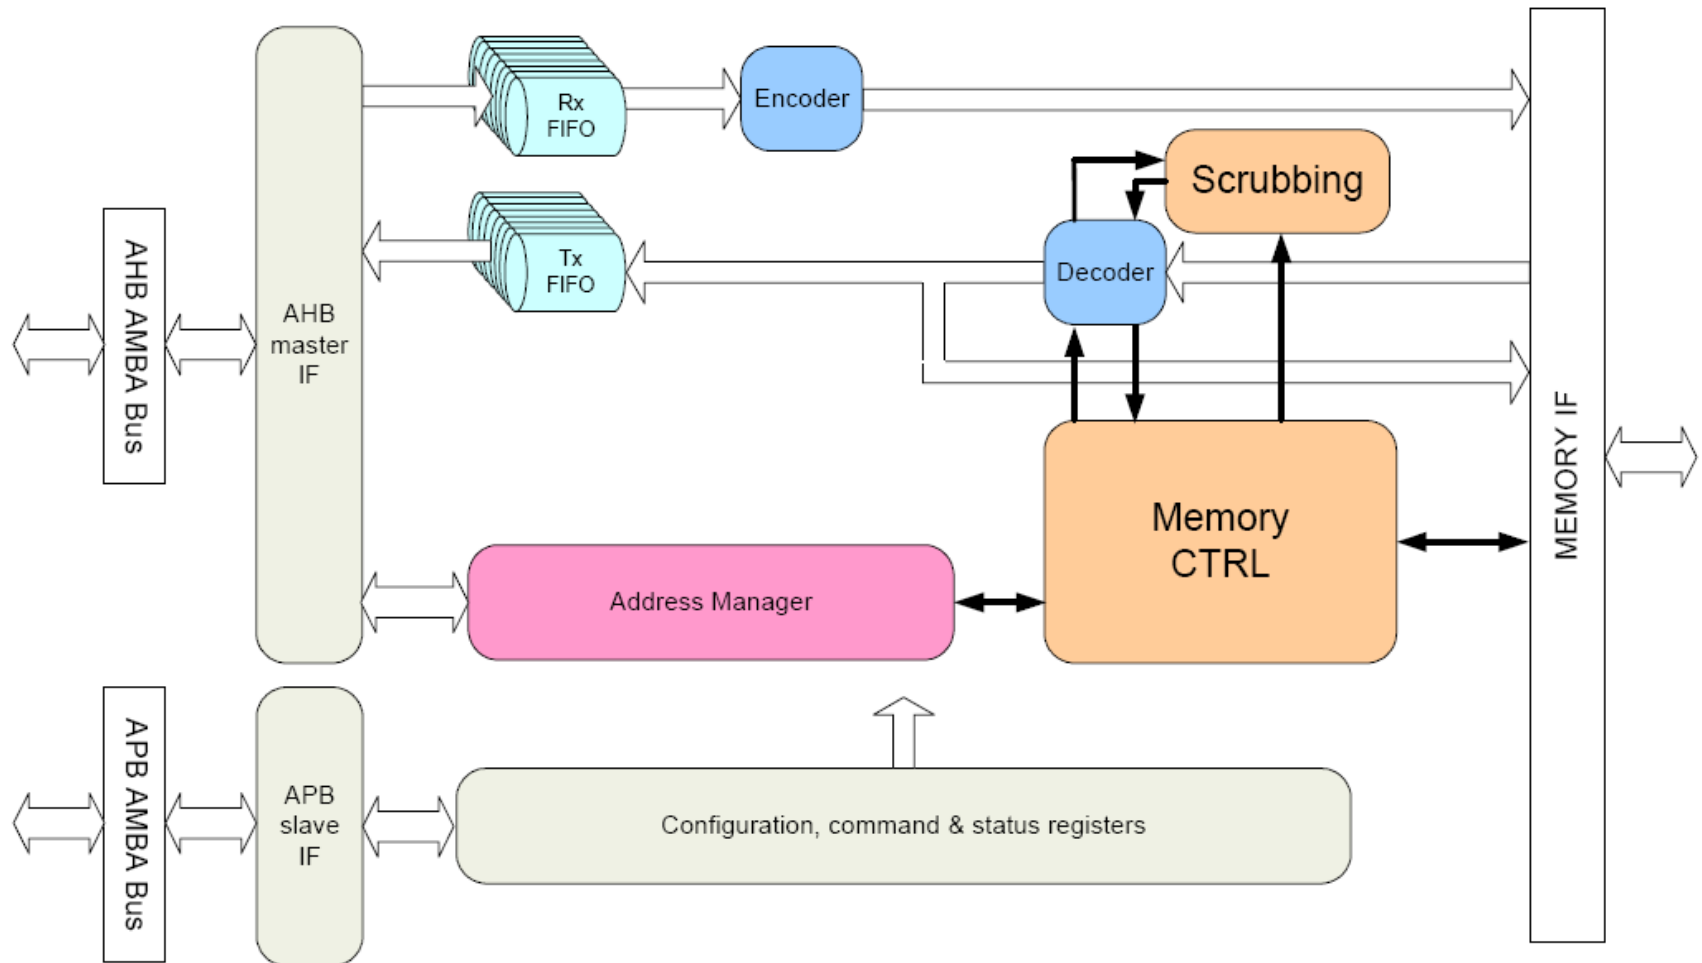 Rx
FIFO
Encoder
Scrubbing
Tx
FIFO
Decoder
AHB AMBA Bus
AHB
master
IF
MEMORY IF
Memory
CTRL
Address Manager
APB AMBA Bus
APB
slave
IF
Configuration, command & status registers